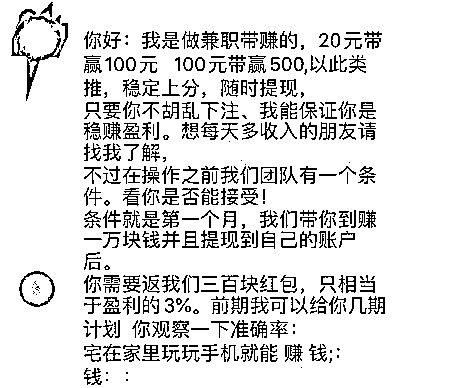 你好：我是做兼职带赚的，20元带
赢100元  100元带赢500,以此类
推，稳定上分，随时提现，
只要你不胡乱下注、我能保证你是
稳赚盈利。想每天多收入的朋友请
找我了解，
不过在操作之前我们团队有一个条
件。看你是否能接受！
条件就是第一个月，我们带你到赚
一万块钱并且提现到自己的账户
后。
你需要返我们三百块红包，只相当
于盈利的3%。前期我可以给你几期
计划  你观察一下准确率：
宅在家里玩玩手机就能 赚 钱;：
钱：：